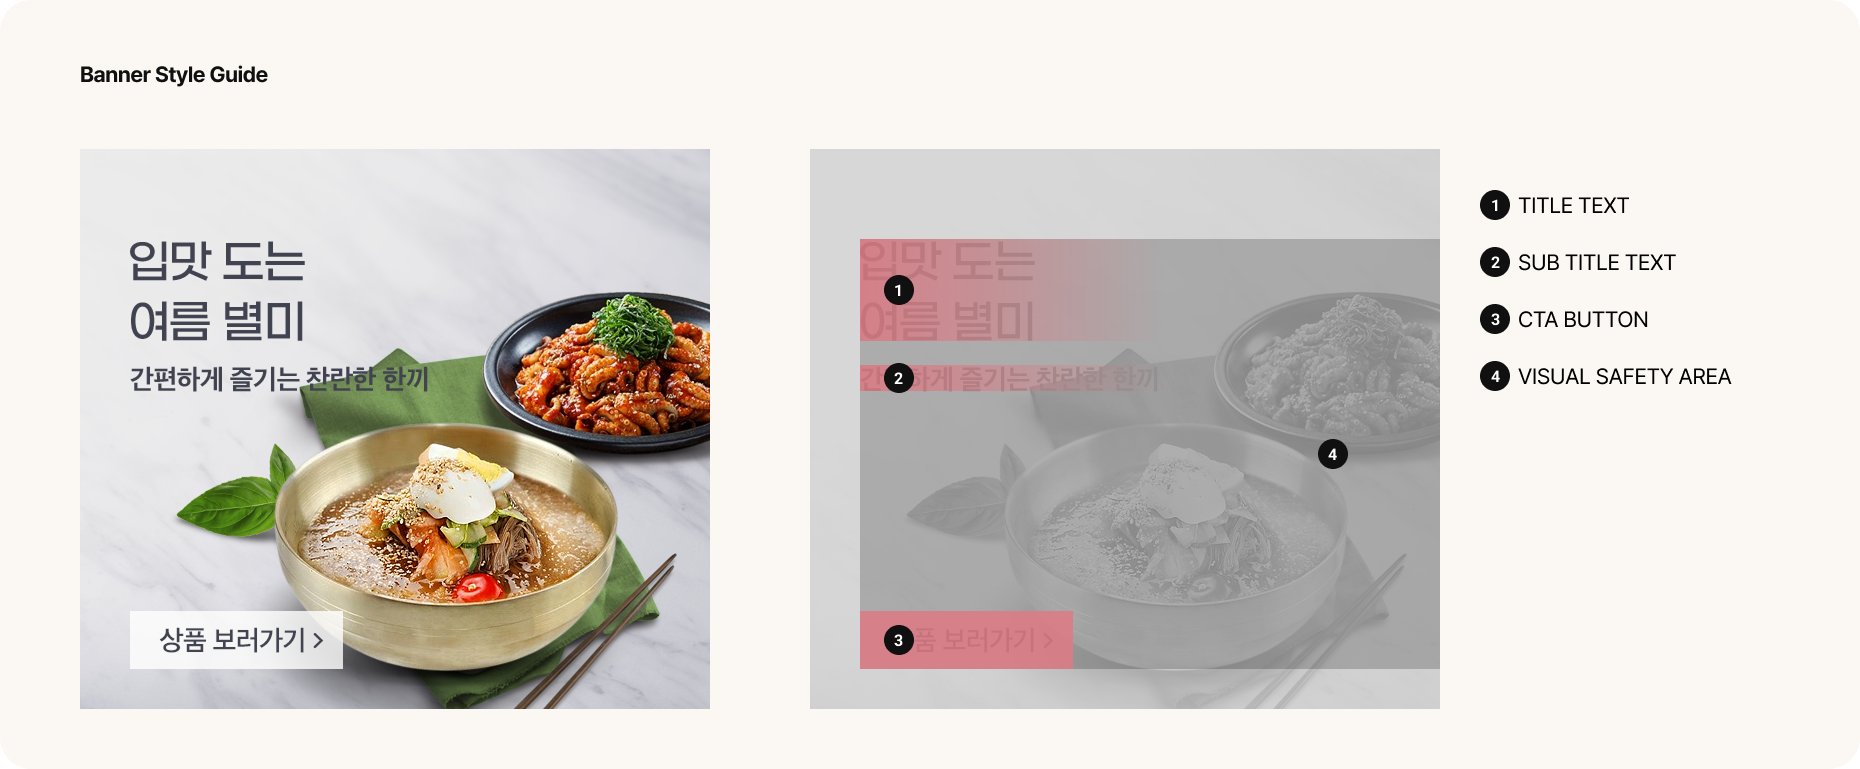 Banner Style Guide
입맛 도는
여름 별미
간편하게 즐기는 찬란한 한끼
상품 보러가기 >
입맛 도는
1
여름 별미
2
하게 즐기는 찬란한 한끼
4
3
품 보러가기 >
1 TITLE TEXT
2 SUB TITLE TEXT
3 CTA BUTTON
4 VISUAL SAFETY AREA